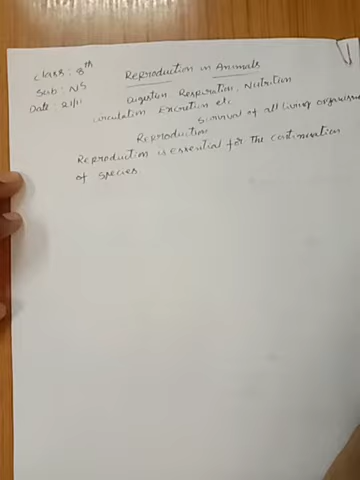 Class: 8th
Sub: NS
Date: 21/11
Reproduction in Animals
Digestion Respiration, Nutrition
Circulation Excretion etc
Survival of all living organisms
Reproduction
Reproduction is essential for the continuation
of species